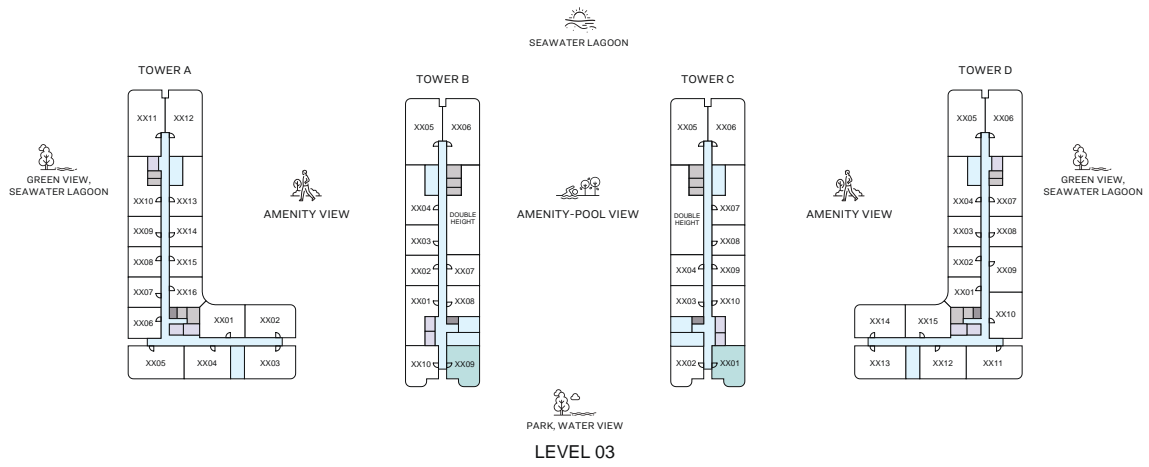 SEAWATER LAGOON
TOWER A
TOWER B
TOWER C
TOWER D
XX11
XX12
XX10
XX13
XX09
XX14
XX08
XX15
XX07
XX16
XX06
XX01
XX02
XX05
XX04
XX03
GREEN VIEW,
SEAWATER LAGOON
AMENITY VIEW
XX05
XX06
XX04
DOUBLE
HEIGHT
XX03
XX02
XX07
XX01
XX08
XX10
XX09
AMENITY-POOL VIEW
XX05
XX06
XX07
DOUBLE
HEIGHT
XX08
XX04
XX09
XX03
XX10
XX02
XX01
AMENITY VIEW
XX05
XX06
XX04
XX07
XX03
XX08
XX02
XX09
XX01
XX10
XX14
XX15
XX13
XX12
XX11
GREEN VIEW,
SEAWATER LAGOON
PARK, WATER VIEW
LEVEL 03